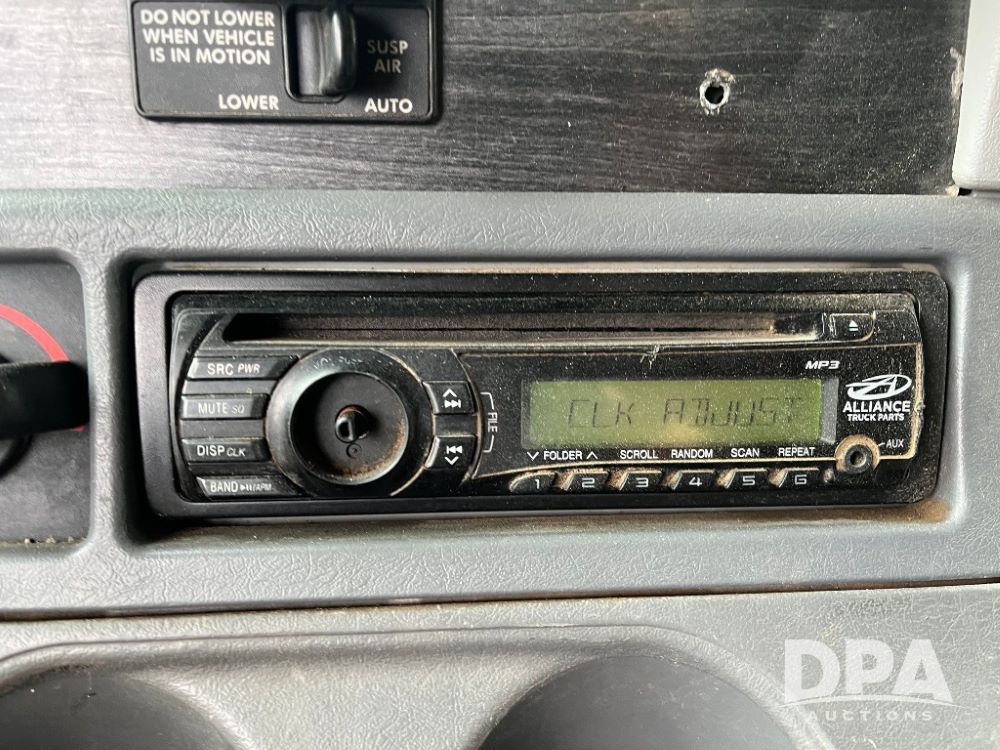 DO NOT LOWER
WHEN VEHICLE
IS IN MOTION
SUSP
AIR
LOWER
AUTO
SRC PWR
MP3
MUTE SQ
ALLIANCE
TRUCK PARTS
CLK ADJUST
FILE
DISP CLK
AUX
FOLDER SCROLL RANDOM SCAN REPEAT
BAND /APM
1 2 3 4 5 6
DPA
AUCTIONS